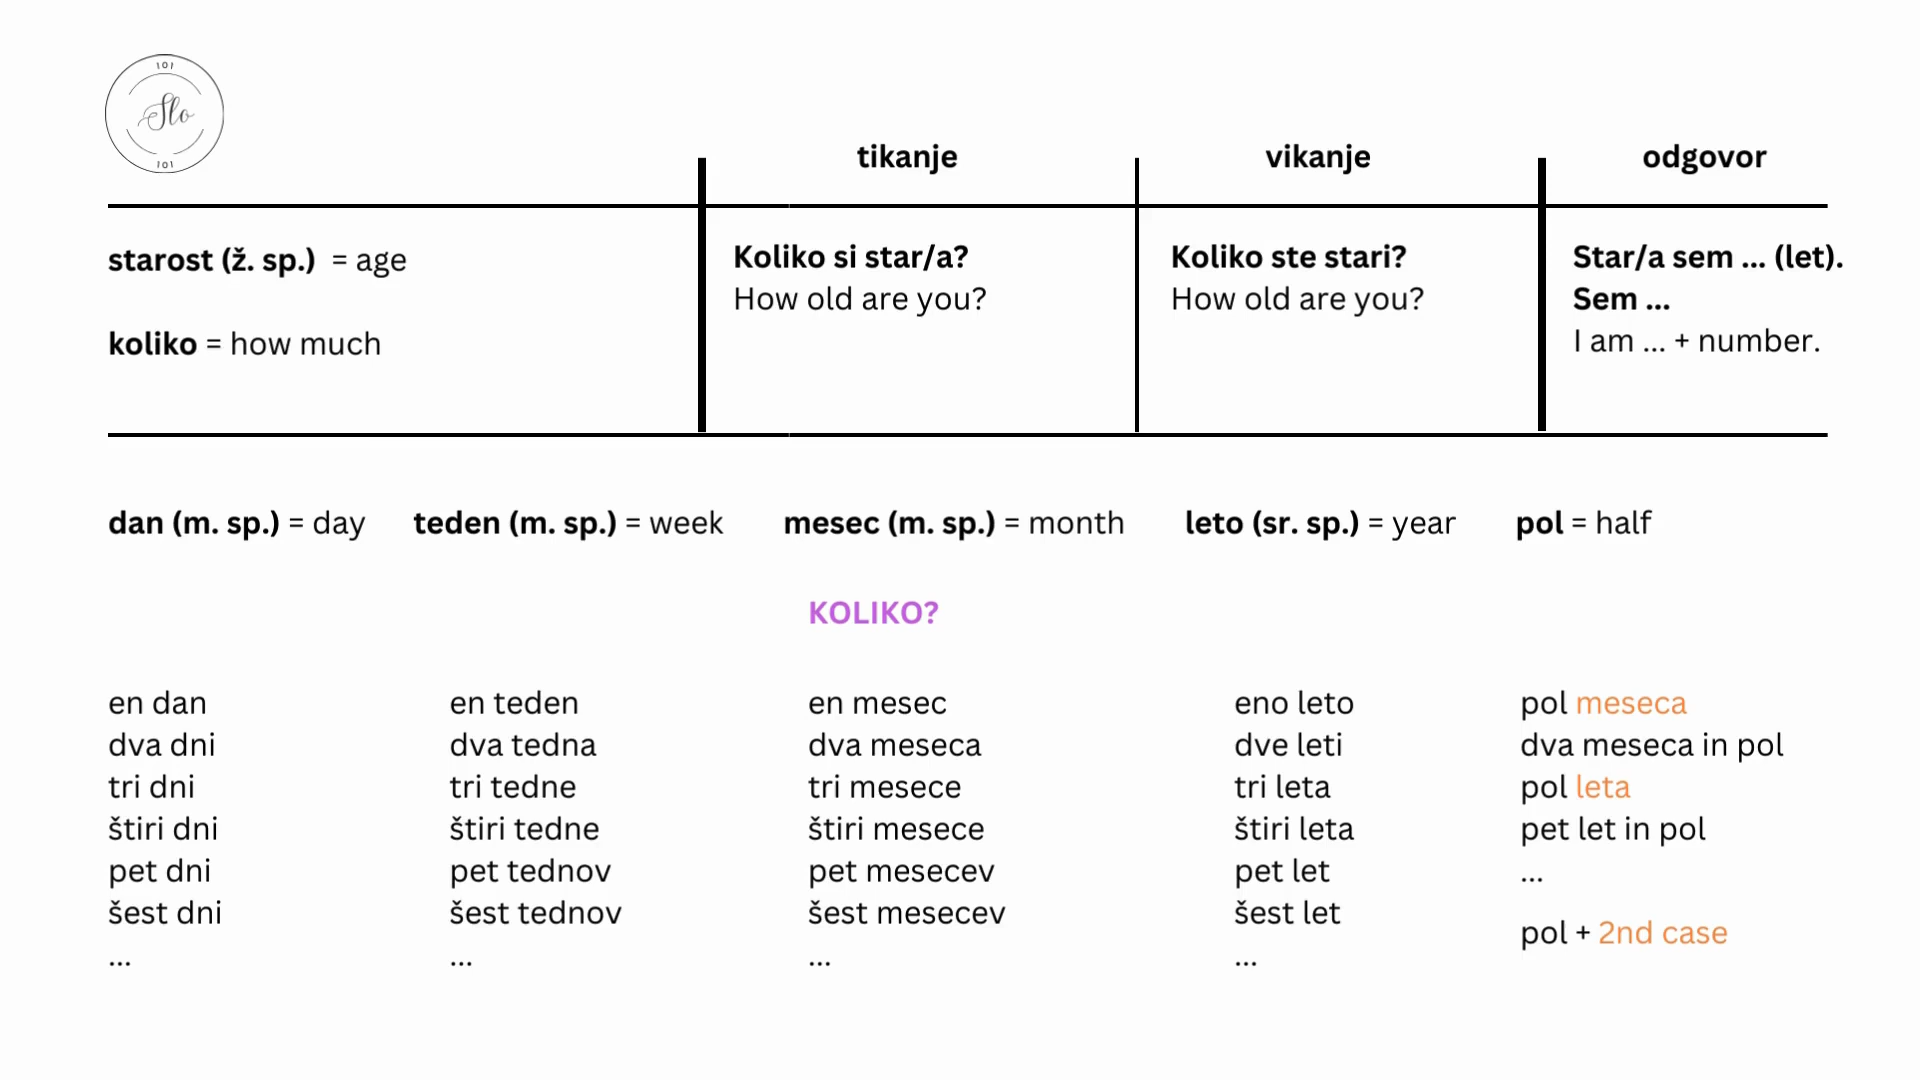 101
Slo
101
tikanje
vikanje
odgovor
starost (ž. sp.) = age
koliko = how much
Koliko si star/a?
How old are you?
Koliko ste stari?
How old are you?
Star/a sem ... (let).
Sem ...
I am ... + number.
dan (m. sp.) = day
teden (m. sp.) = week
mesec (m. sp.) = month
leto (sr. sp.) = year
pol = half
KOLIKO?
en dan
dva dni
tri dni
štiri dni
pet dni
šest dni
...
en teden
dva tedna
tri tedne
štiri tedne
pet tednov
šest tednov
...
en mesec
dva meseca
tri mesece
štiri mesece
pet mesecev
šest mesecev
...
eno leto
dve leti
tri leta
štiri leta
pet let
šest let
...
pol meseca
dva meseca in pol
pol leta
pet let in pol
...
pol + 2nd case